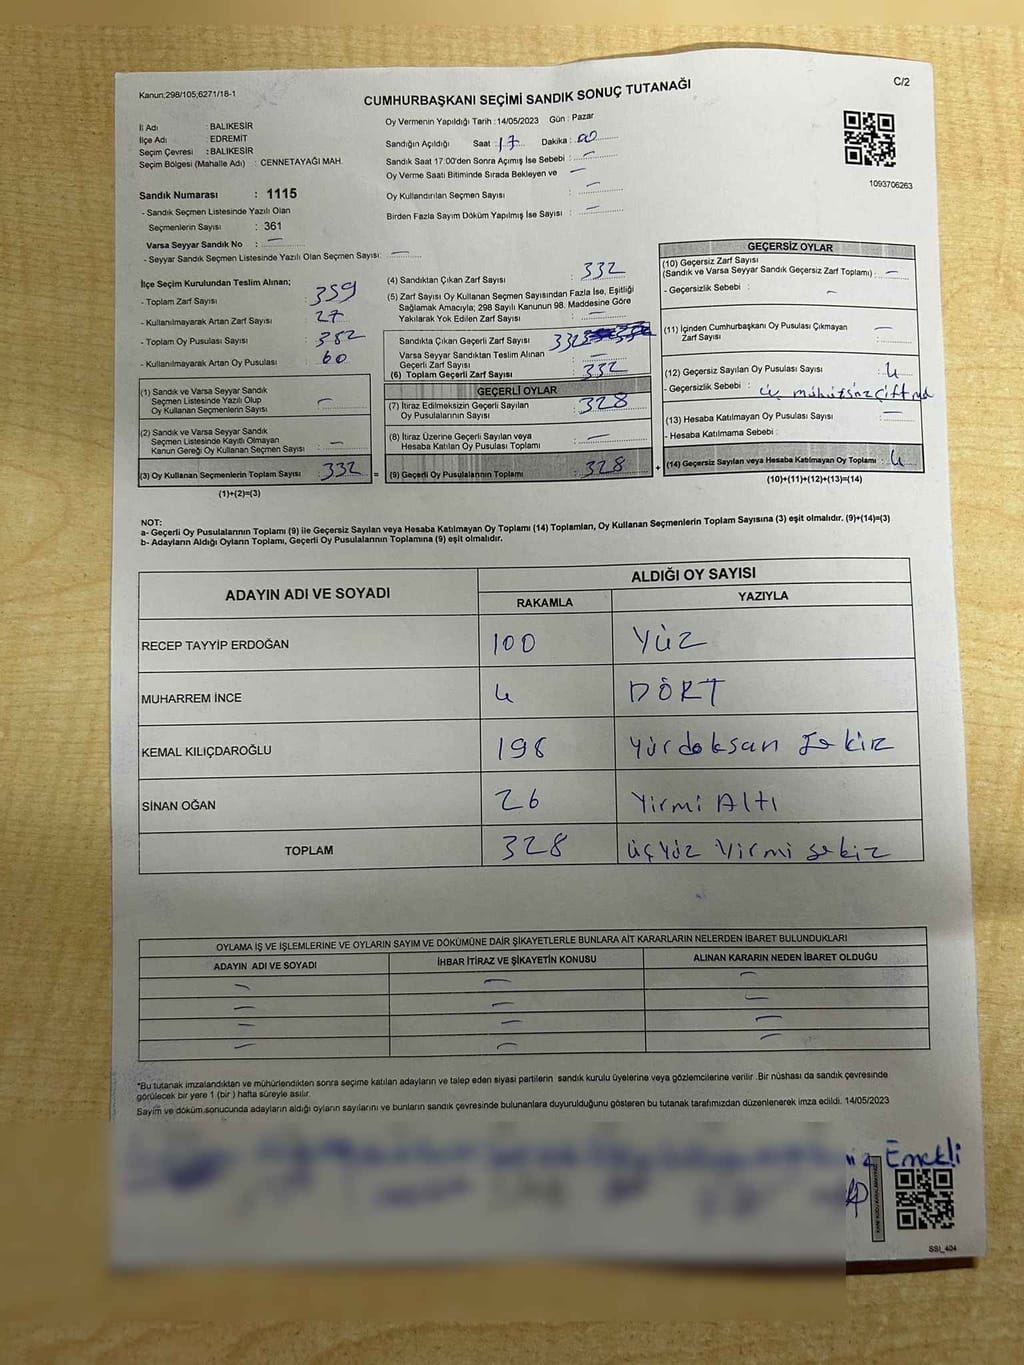 Kanun:298/105;6271/18-1
C/2
CUMHURBAŞKANI SEÇİMİ SANDIK SONUÇ TUTANAĞI
İl Adı : BALIKESİR
İlçe Adı : EDREMİT
Seçim Çevresi : BALIKESİR
Seçim Bölgesi (Mahalle Adı) : CENNETAYAĞI MAH.
Sandık Numarası : 1115
- Sandık Seçmen Listesinde Yazılı Olan
Seçmenlerin Sayısı : 361
Varsa Seyyar Sandık No : —
- Seyyar Sandık Seçmen Listesinde Yazılı Olan Seçmen Sayısı: —
Oy Vermenin Yapıldığı Tarih :14/05/2023 Gün : Pazar
Sandığın Açıldığı Saat : 17 Dakika : 00
Sandık Saat 17:00'den Sonra Açımış İse Sebebi : —
Oy Verme Saati Bitiminde Sırada Bekleyen ve —
Oy Kullandırılan Seçmen Sayısı : —
Birden Fazla Sayım Döküm Yapılmış İse Sayısı : —
1093706263
İlçe Seçim Kurulundan Teslim Alınan;
- Toplam Zarf Sayısı : 359
- Kullanılmayarak Artan Zarf Sayısı : 27
- Toplam Oy Pusulası Sayısı : 382
- Kullanılmayarak Artan Oy Pusulası : 60
(1) Sandık ve Varsa Seyyar Sandık
Seçmen Listesinde Yazılı Olup
Oy Kullanan Seçmenlerin Sayısı : —
(2) Sandık ve Varsa Seyyar Sandık
Seçmen Listesinde Kayıtlı Olmayan
Kanun Gereği Oy Kullanan Seçmen Sayısı : —
(3) Oy Kullanan Seçmenlerin Toplam Sayısı : 332 =
(1)+(2)=(3)
(4) Sandıktan Çıkan Zarf Sayısı : 332
(5) Zarf Sayısı Oy Kullanan Seçmen Sayısından Fazla İse, Eşitliği
Sağlamak Amacıyla; 298 Sayılı Kanunun 98. Maddesine Göre
Yakılarak Yok Edilen Zarf Sayısı : —
Sandıkta Çıkan Geçerli Zarf Sayısı : 332
Varsa Seyyar Sandıktan Teslim Alınan
Geçerli Zarf Sayısı : —
(6) Toplam Geçerli Zarf Sayısı : 332
GEÇERLİ OYLAR
(7) İtiraz Edilmeksizin Geçerli Sayılan
Oy Pusulalarının Sayısı : 328
(8) İtiraz Üzerine Geçerli Sayılan veya
Hesaba Katılan Oy Pusulası Toplamı : —
(9) Geçerli Oy Pusulalarının Toplamı : 328 +
GEÇERSİZ OYLAR
(10) Geçersiz Zarf Sayısı
(Sandık ve Varsa Seyyar Sandık Geçersiz Zarf Toplamı) : —
- Geçersizlik Sebebi : —
(11) İçinden Cumhurbaşkanı Oy Pusulası Çıkmayan
Zarf Sayısı : —
(12) Geçersiz Sayılan Oy Pusulası Sayısı : 4
- Geçersizlik Sebebi :
(13) Hesaba Katılmayan Oy Pusulası Sayısı : —
- Hesaba Katılmama Sebebi :
(14) Geçersiz Sayılan veya Hesaba Katılmayan Oy Toplamı : 4
(10)+(11)+(12)+(13)=(14)
NOT:
a- Geçerli Oy Pusulalarının Toplamı (9) ile Geçersiz Sayılan veya Hesaba Katılmayan Oy Toplamı (14) Toplamları, Oy Kullanan Seçmenlerin Toplam Sayısına (3) eşit olmalıdır. (9)+(14)=(3)
b- Adayların Aldığı Oyların Toplamı, Geçerli Oy Pusulalarının Toplamına (9) eşit olmalıdır.
ADAYIN ADI VE SOYADI ALDIĞI OY SAYISI
RAKAMLA YAZIYLA
RECEP TAYYİP ERDOĞAN 100 Yüz
MUHARREM İNCE 4 DÖRT
KEMAL KILIÇDAROĞLU 198 Yüzdoksan Sekiz
SİNAN OĞAN 26 Yirmi Altı
TOPLAM 328 üçyüz Yirmi sekiz
OYLAMA İŞ VE İŞLEMLERİNE VE OYLARIN SAYIM VE DÖKÜMÜNE DAİR ŞİKAYETLERLE BUNLARA AİT KARARLARIN NELERDEN İBARET BULUNDUKLARI
ADAYIN ADI VE SOYADI İHBAR İTİRAZ VE ŞİKAYETİN KONUSU ALINAN KARARIN NEDEN İBARET OLDUĞU
— — —
— — —
— — —
— — —
"Bu tutanak imzalandıktan ve mühürlendikten sonra seçime katılan adayların ve talep eden siyasi partilerin sandık kurulu üyelerine veya gözlemcilerine verilir .Bir nüshası da sandık çevresinde
görülecek bir yere 1 (bir ) hafta süreyle asılır.
Sayım ve döküm sonucunda adayların aldığı oyların sayılarını ve bunların sandık çevresinde bulunanlara duyurulduğunu gösteren bu tutanak tarafımızdan düzenlenerek imza edildi. 14/05/2023
Emekli
SSI_404